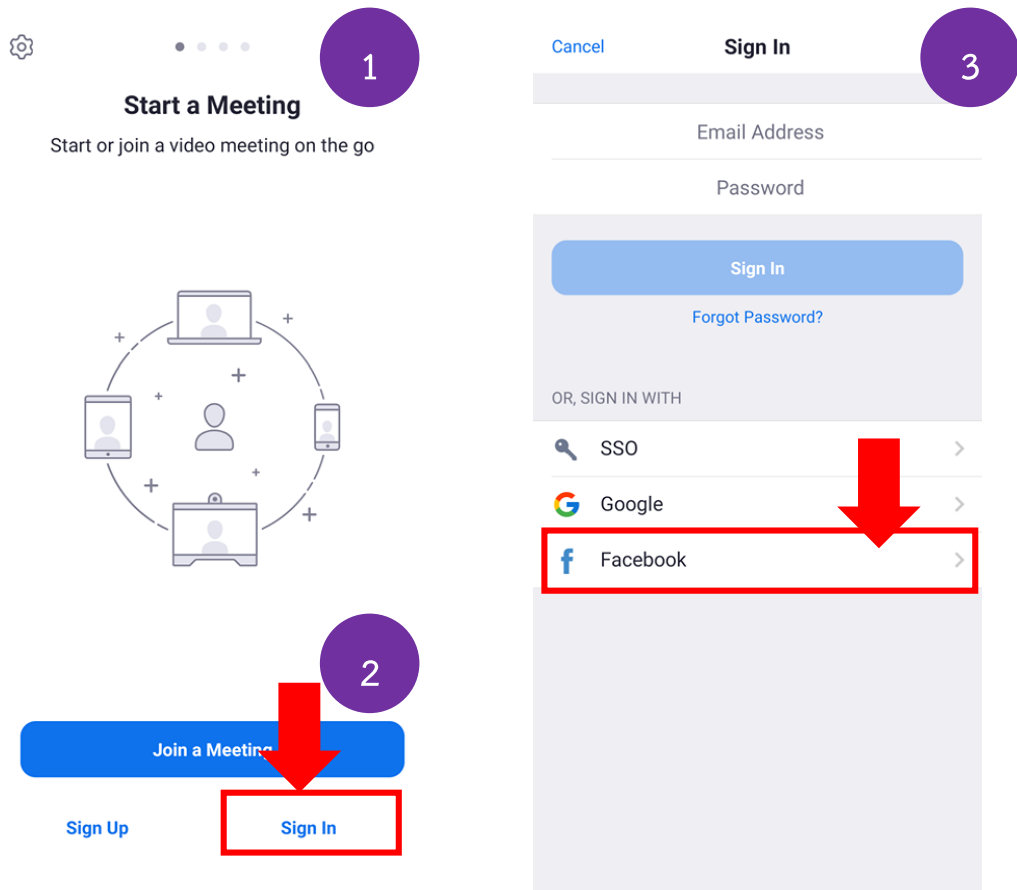 1
Start a Meeting
Start or join a video meeting on the go
2
Join a Meeting
Sign Up
Sign In
3
Cancel
Sign In
Email Address
Password
Sign In
Forgot Password?
OR, SIGN IN WITH
SSO
Google
Facebook